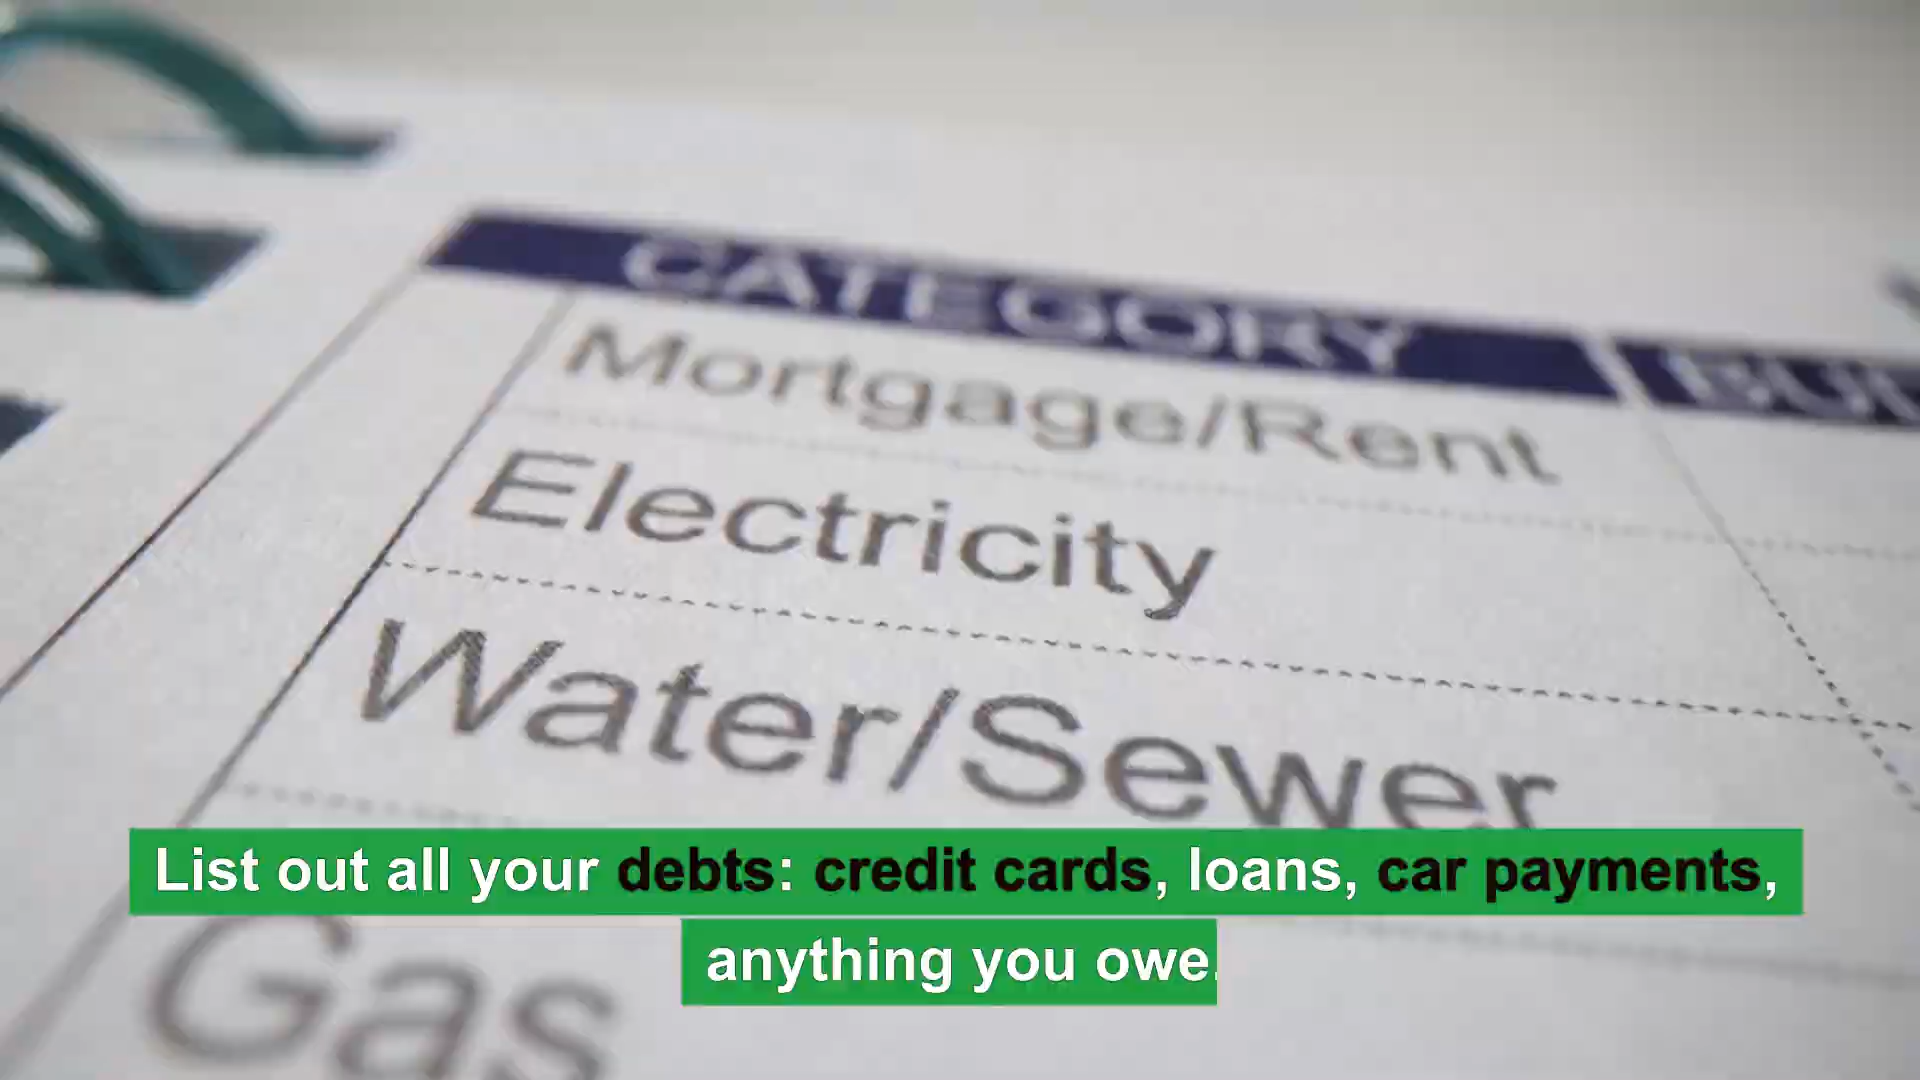 CATEGORY
Mortgage/Rent
Electricity
Water/Sewer
Gas
List out all your debts: credit cards, loans, car payments,
anything you owe.